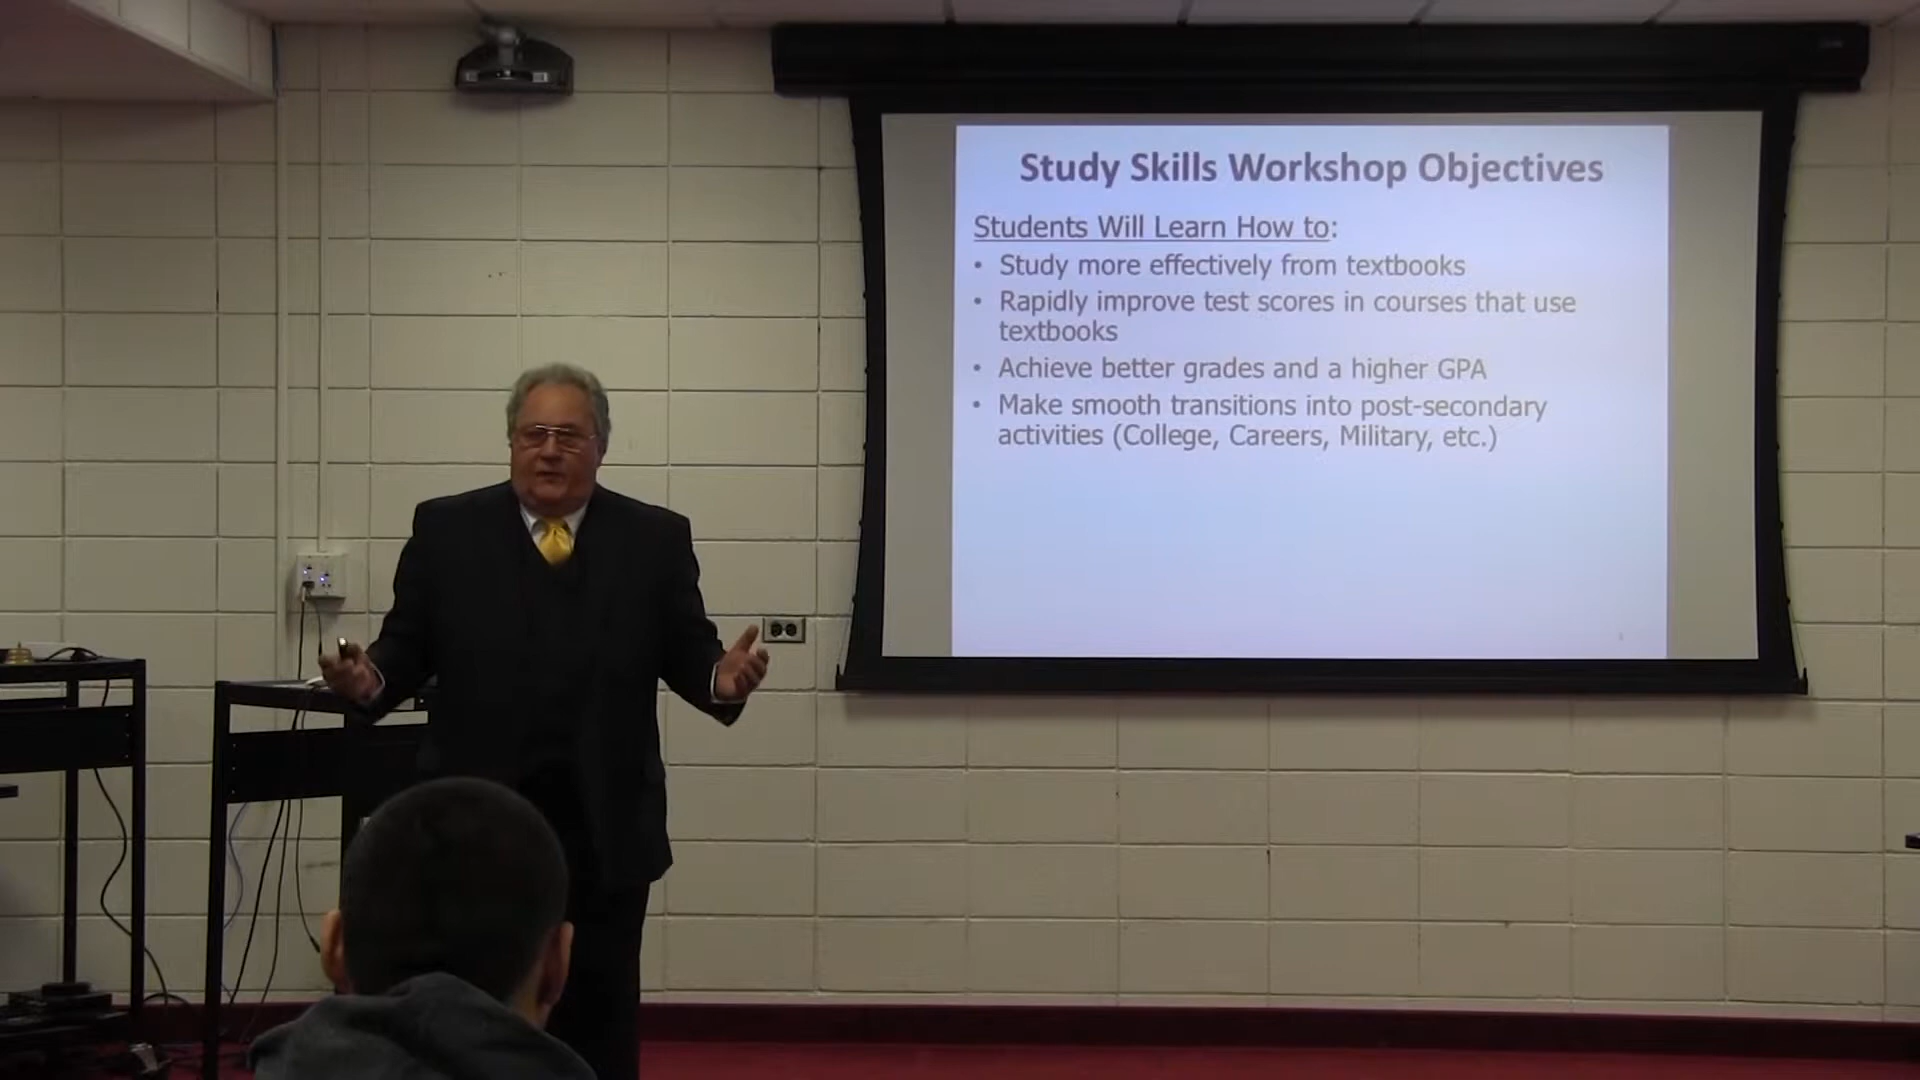 Study Skills Workshop Objectives
Students Will Learn How to:
• Study more effectively from textbooks
• Rapidly improve test scores in courses that use
textbooks
• Achieve better grades and a higher GPA
• Make smooth transitions into post-secondary
activities (College, Careers, Military, etc.)